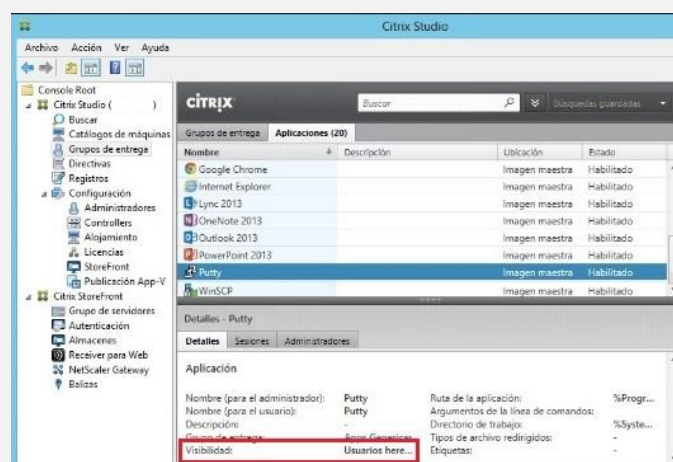 Citrix Studio
Archivo Acción Ver Ayuda
Console Root
Citrix Studio ( )
Buscar
Catálogos de máquinas
Grupos de entrega
Directivas
Registros
Configuración
Administradores
Controllers
Alojamiento
Licencias
StoreFront
Publicación App-V
Citrix StoreFront
Grupo de servidores
Autenticación
Almacenes
Receiver para Web
NetScaler Gateway
Balizas
CITRIX
Buscar
Búsquedas guardadas
Grupos de entrega Aplicaciones (20)
Nombre Descripción Ubicación Estado
Google Chrome Imagen maestra Habilitado
Internet Explorer Imagen maestra Habilitado
Lync 2013 Imagen maestra Habilitado
OneNote 2013 Imagen maestra Habilitado
Outlook 2013 Imagen maestra Habilitado
PowerPoint 2013 Imagen maestra Habilitado
Putty Imagen maestra Habilitado
WinSCP Imagen maestra Habilitado
Detalles - Putty
Detalles Sesiones Administradores
Aplicación
Nombre (para el administrador): Putty Ruta de la aplicación: %Progr...
Nombre (para el usuario): Putty Argumentos de la línea de comandos:
Descripción: - Directorio de trabajo: %Syste...
Grupo de entrega: Apps Genericas Tipos de archivo redirigidos: -
Visibilidad: Usuarios here... Etiquetas: -